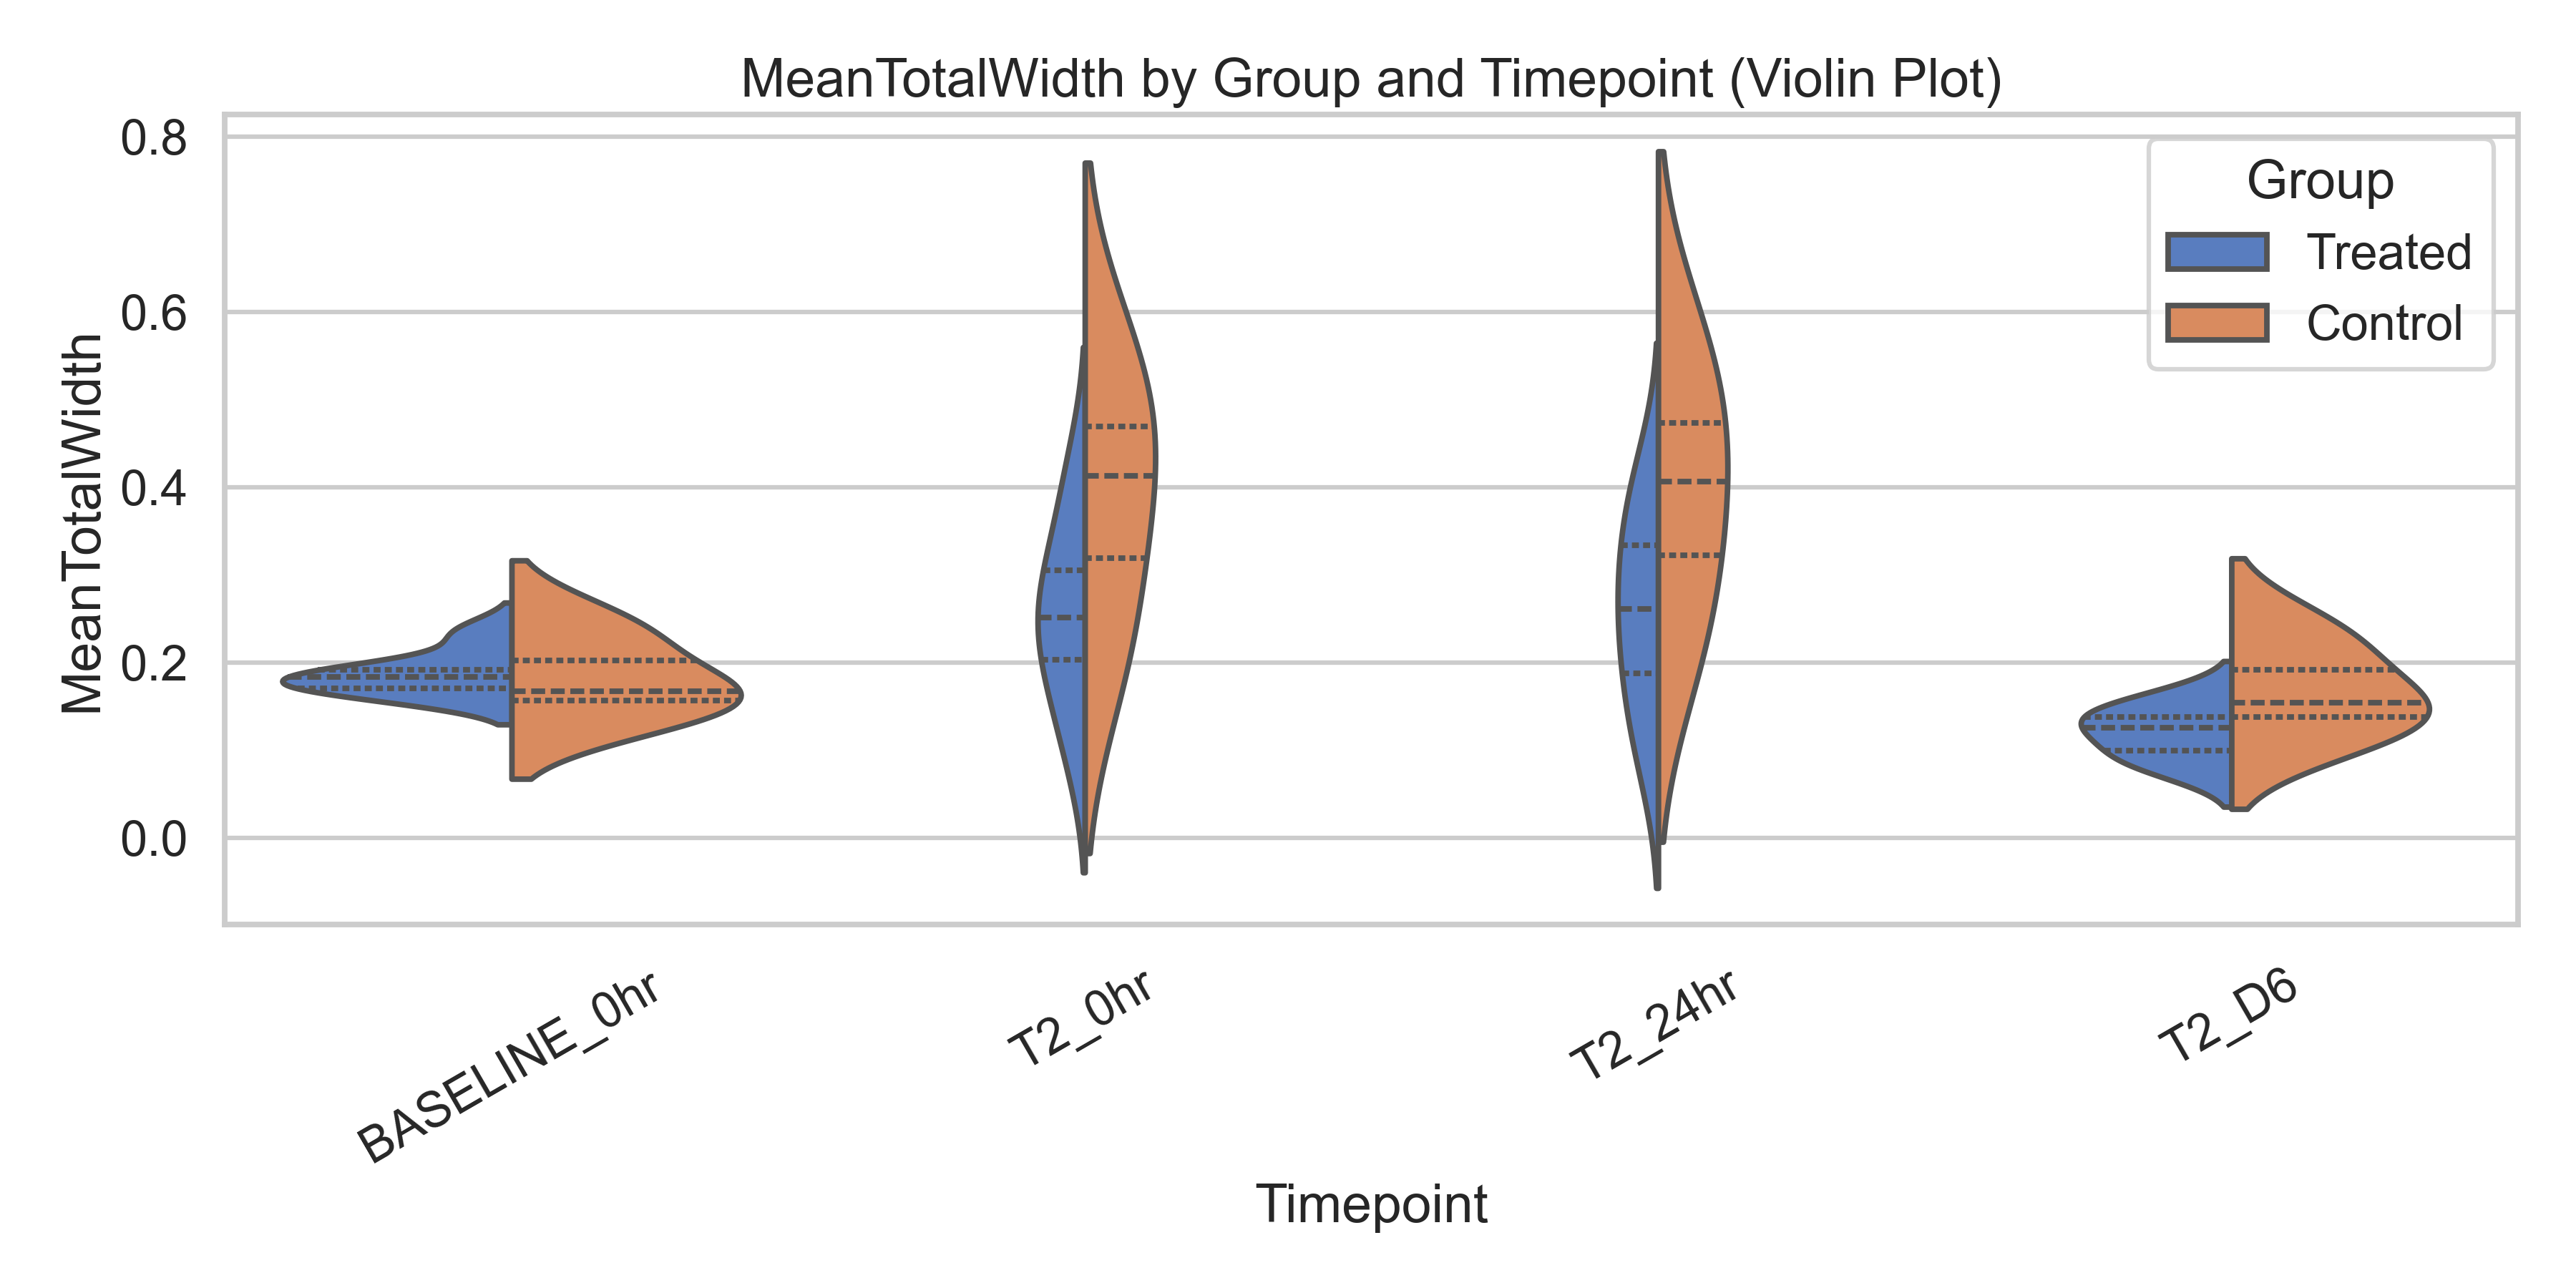 MeanTotalWidth by Group and Timepoint (Violin Plot)
MeanTotalWidth
0.8
0.6
0.4
0.2
0.0
Group
Treated
Control
BASELINE_0hr
T2_0hr
T2_24hr
T2_D6
Timepoint